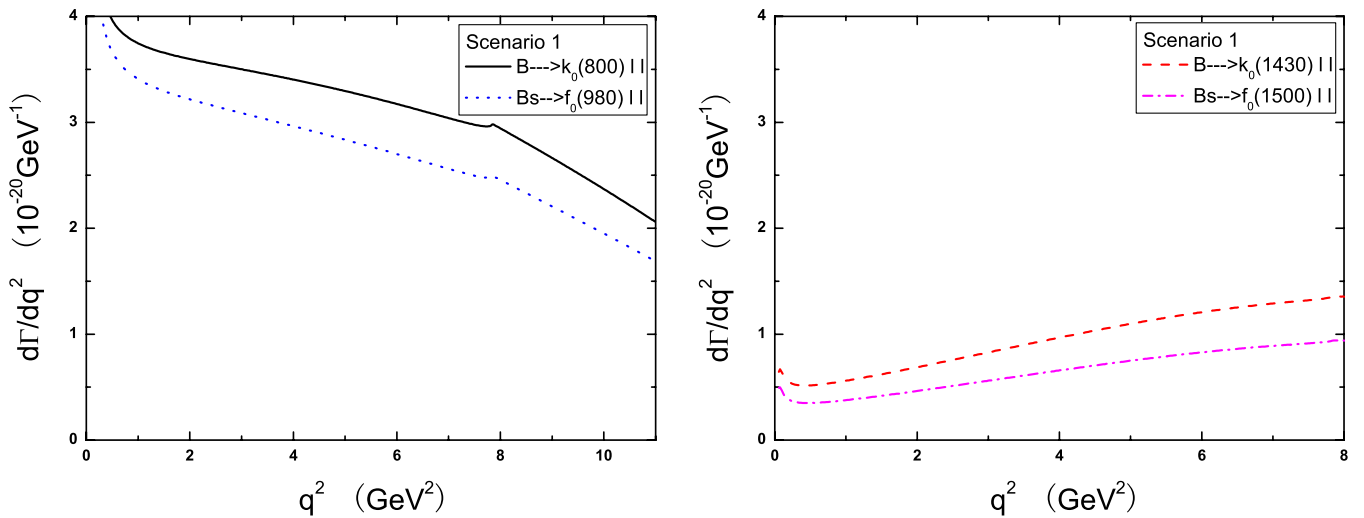 4
3
2
1
0
0
2
4
6
8
10
dΓ/dq² (10⁻²⁰GeV⁻¹)
q² (GeV²)
Scenario 1
B--->k₀(800) l l
Bs-->f₀(980) l l
4
3
2
1
0
0
2
4
6
8
dΓ/dq² (10⁻²⁰GeV⁻¹)
q² (GeV²)
Scenario 1
B--->k₀(1430) l l
Bs-->f₀(1500) l l